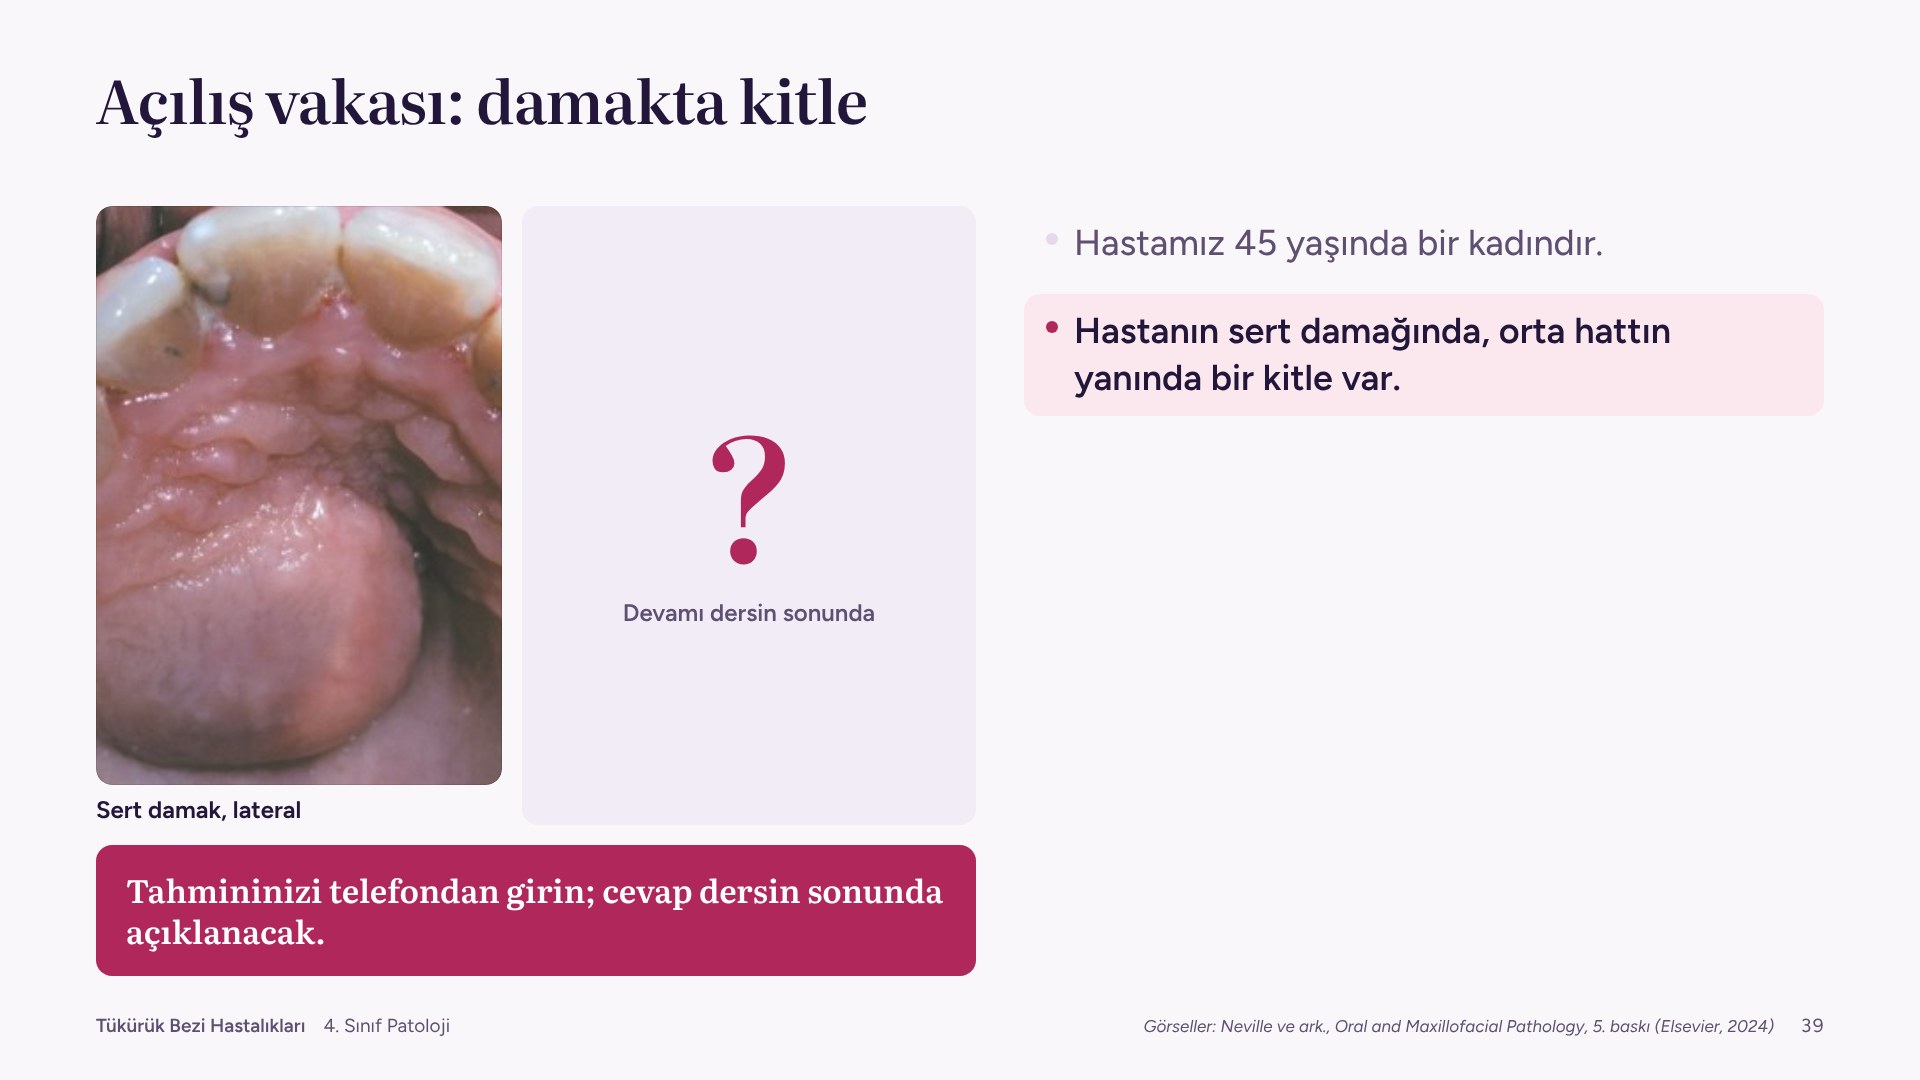 Açılış vakası: damakta kitle
?
Devamı dersin sonunda
Sert damak, lateral
Tahmininizi telefondan girin; cevap dersin sonunda
açıklanacak.
Hastamız 45 yaşında bir kadındır.
Hastanın sert damağında, orta hattın
yanında bir kitle var.
Tükürük Bezi Hastalıkları 4. Sınıf Patoloji
Görseller: Neville ve ark., Oral and Maxillofacial Pathology, 5. baskı (Elsevier, 2024) 39